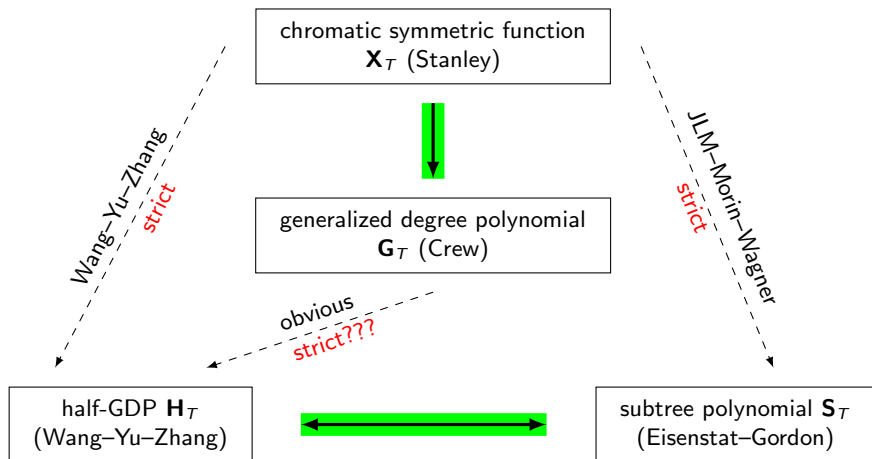 chromatic symmetric function
X_T (Stanley)
Wang–Yu–Zhang
strict
JLM–Morin–Wagner
strict
generalized degree polynomial
G_T (Crew)
obvious
strict???
half-GDP H_T
(Wang–Yu–Zhang)
subtree polynomial S_T
(Eisenstat–Gordon)